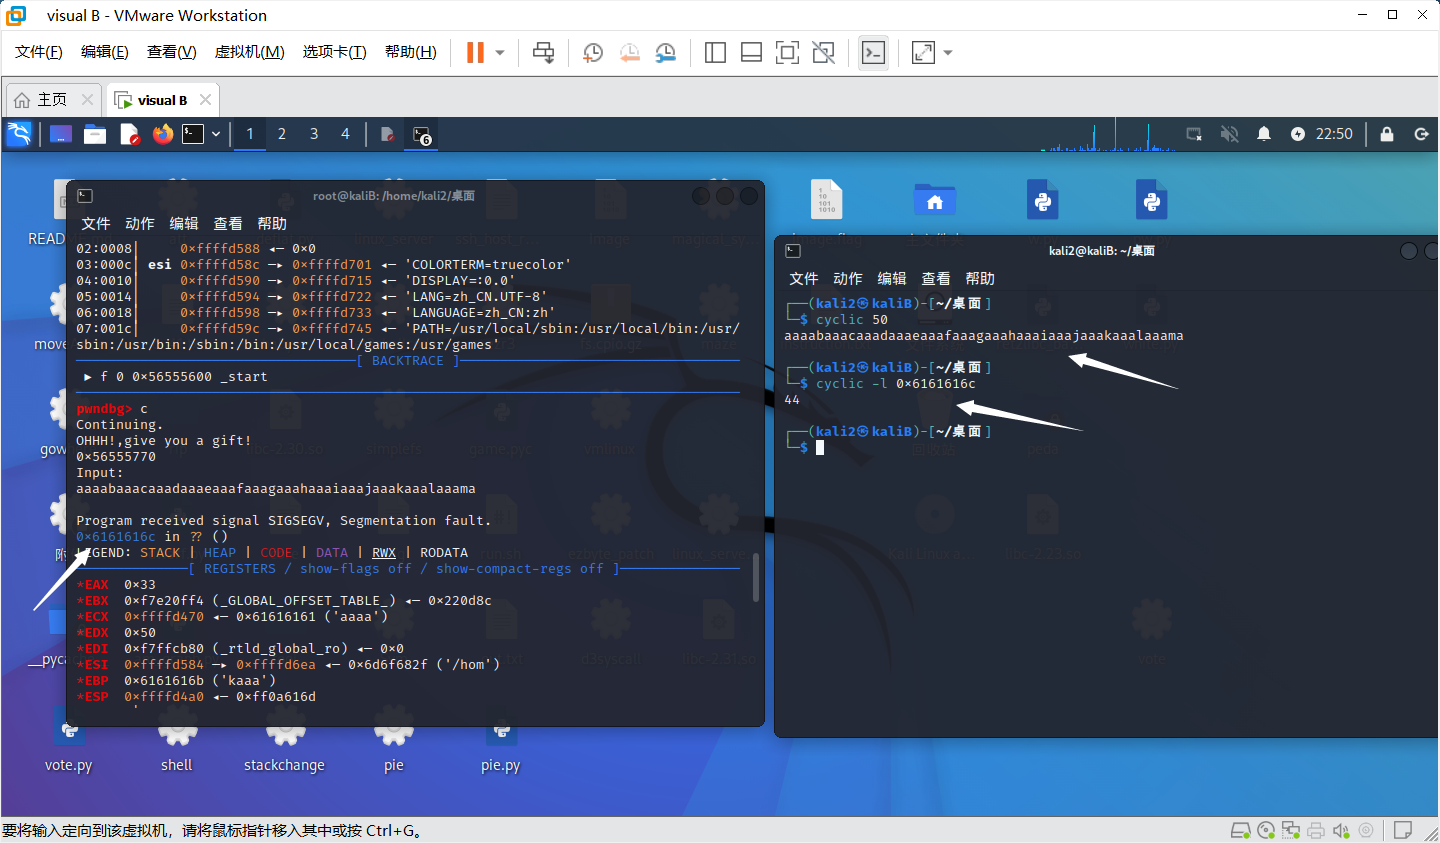 visual B - VMware Workstation
文件(F) 编辑(E) 查看(V) 虚拟机(M) 选项卡(T) 帮助(H)
主页 visual B
1 2 3 4 6 22:50
root@kaliB: /home/kali2/桌面
文件 动作 编辑 查看 帮助
02:0008│ 0×ffffd588 ◂— 0×0
03:000c│ esi 0×ffffd58c —▸ 0×ffffd701 ◂— 'COLORTERM=truecolor'
04:0010│ 0×ffffd590 —▸ 0×ffffd715 ◂— 'DISPLAY=:0.0'
05:0014│ 0×ffffd594 —▸ 0×ffffd722 ◂— 'LANG=zh_CN.UTF-8'
06:0018│ 0×ffffd598 —▸ 0×ffffd733 ◂— 'LANGUAGE=zh_CN:zh'
07:001c│ 0×ffffd59c —▸ 0×ffffd745 ◂— 'PATH=/usr/local/sbin:/usr/local/bin:/usr/
sbin:/usr/bin:/sbin:/bin:/usr/local/games:/usr/games'
[ BACKTRACE ]
► f 0 0×56555600 _start
pwndbg> c
Continuing.
OHHH!,give you a gift!
0×56555770
Input:
aaaabaaacaaadaaaeaaafaaagaaahaaaiaaajaaakaaalaaama
Program received signal SIGSEGV, Segmentation fault.
0×6161616c in ?? ()
LEGEND: STACK | HEAP | CODE | DATA | RWX | RODATA
[ REGISTERS / show-flags off / show-compact-regs off ]
*EAX 0×33
*EBX 0×f7e20ff4 (_GLOBAL_OFFSET_TABLE_) ◂— 0×220d8c
*ECX 0×ffffd470 ◂— 0×61616161 ('aaaa')
*EDX 0×50
*EDI 0×f7ffcb80 (_rtld_global_ro) ◂— 0×0
*ESI 0×ffffd584 —▸ 0×ffffd6ea ◂— 0×6d6f682f ('/hom')
*EBP 0×6161616b ('kaaa')
*ESP 0×ffffd4a0 ◂— 0×ff0a616d
kali2@kaliB: ~/桌面
文件 动作 编辑 查看 帮助
┌──(kali2㉿kaliB)-[~/桌面]
└─$ cyclic 50
aaaabaaacaaadaaaeaaafaaagaaahaaaiaaajaaakaaalaaama
┌──(kali2㉿kaliB)-[~/桌面]
└─$ cyclic -l 0×6161616c
44
┌──(kali2㉿kaliB)-[~/桌面]
└─$
vote.py shell stackchange pie pie.py
要将输入定向到该虚拟机，请将鼠标指针移入其中或按 Ctrl+G。